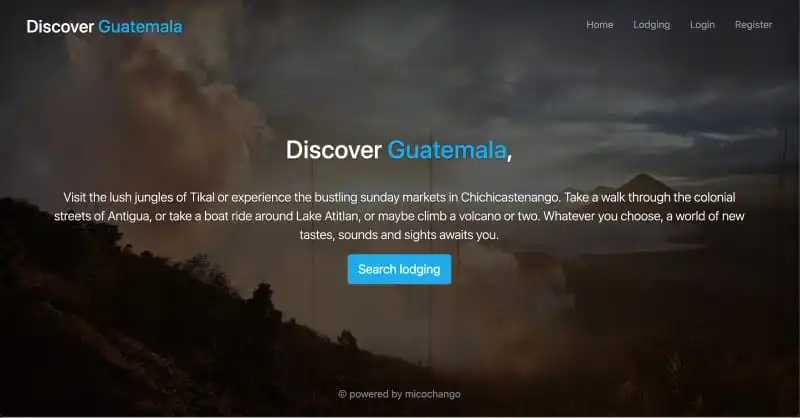 Discover Guatemala
Home
Lodging
Login
Register
Discover Guatemala,
Visit the lush jungles of Tikal or experience the bustling sunday markets in Chichicastenango. Take a walk through the colonial
streets of Antigua, or take a boat ride around Lake Atitlan, or maybe climb a volcano or two. Whatever you choose, a world of new
tastes, sounds and sights awaits you.
Search lodging
© powered by micochango